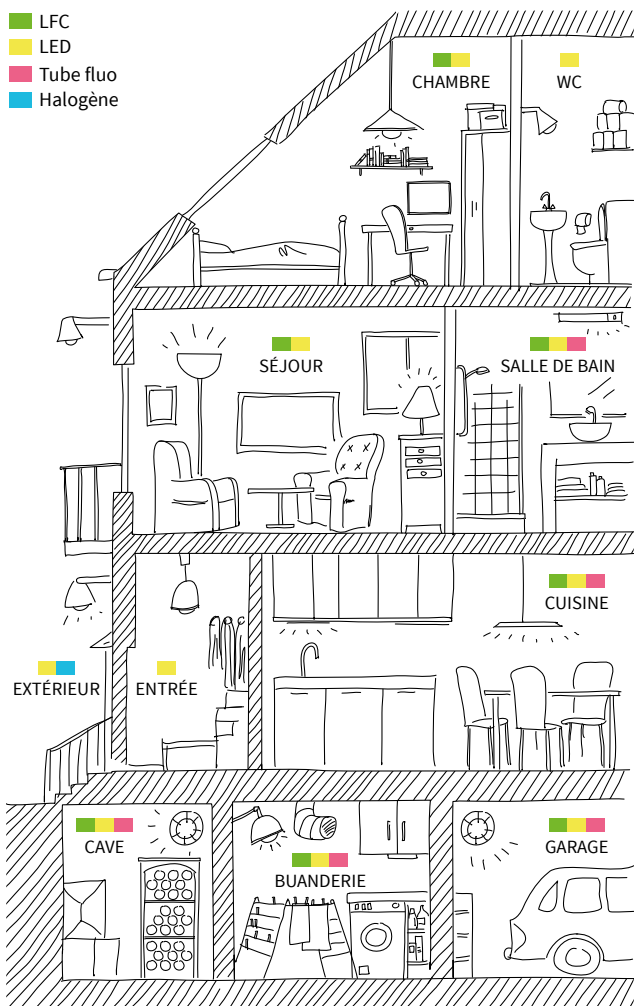 LFC
LED
Tube fluo
Halogène
CHAMBRE
WC
SÉJOUR
SALLE DE BAIN
CUISINE
EXTÉRIEUR
ENTRÉE
CAVE
BUANDERIE
GARAGE